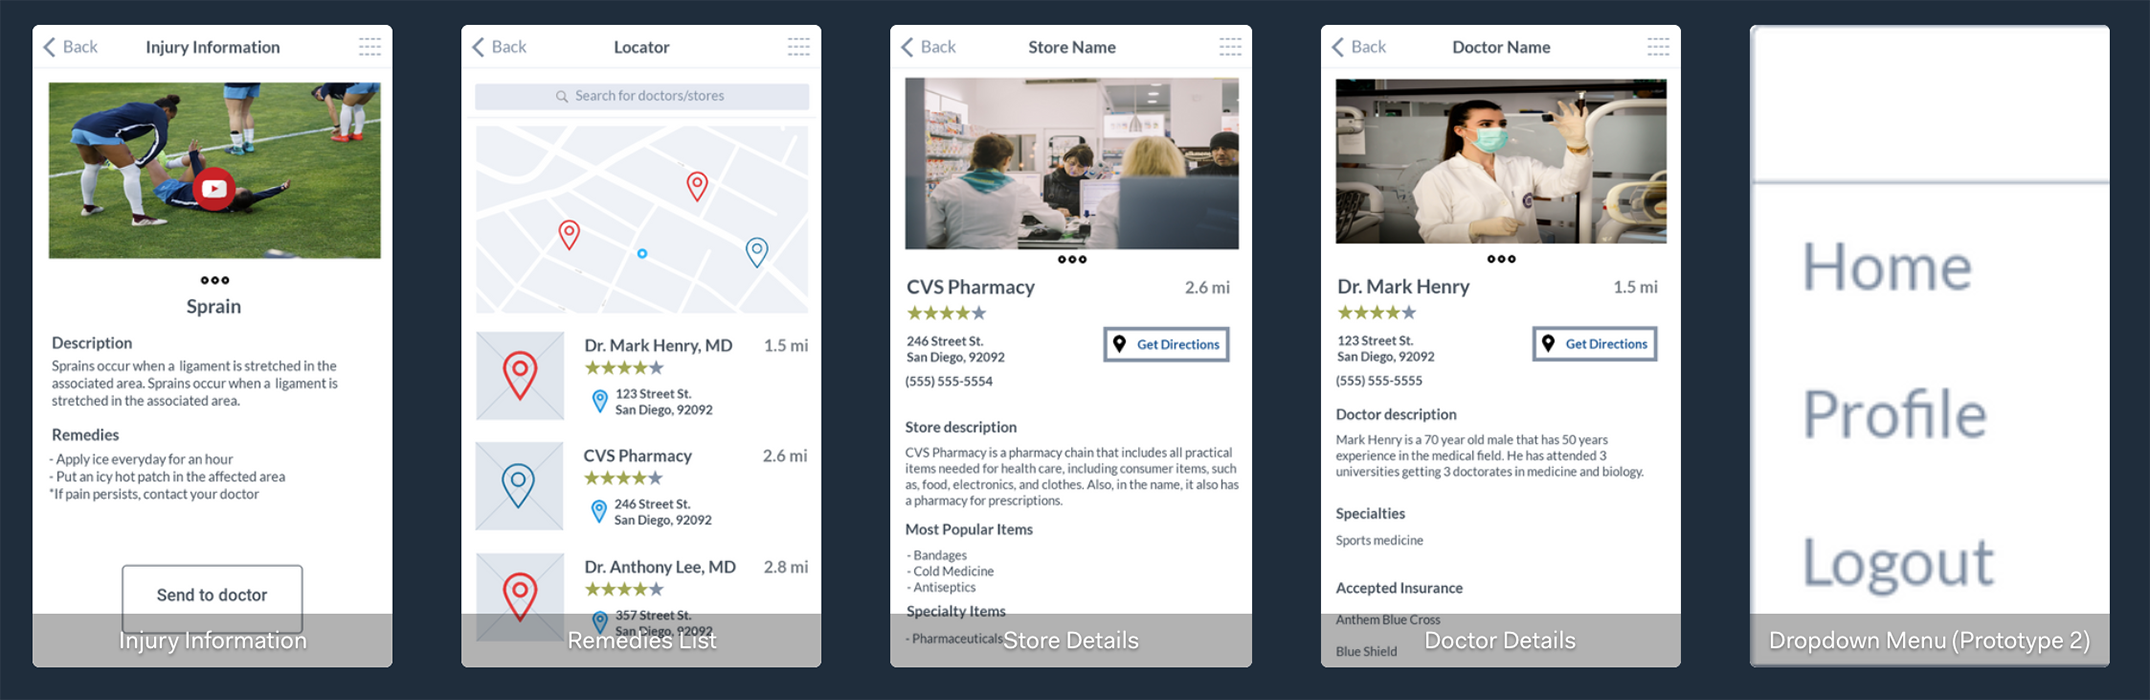 Back
Injury Information
Sprain
Description
Sprains occur when a ligament is stretched in the
associated area. Sprains occur when a ligament is
stretched in the associated area.
Remedies
- Apply ice everyday for an hour
- Put an icy hot patch in the affected area
*If pain persists, contact your doctor
Send to doctor
Injury Information
Back
Locator
Search for doctors/stores
Dr. Mark Henry, MD
1.5 mi
123 Street St.
San Diego, 92092
CVS Pharmacy
2.6 mi
246 Street St.
San Diego, 92092
Dr. Anthony Lee, MD
2.8 mi
357 Street St.
San Diego, 92092
Remedies List
Back
Store Name
CVS Pharmacy
2.6 mi
246 Street St.
San Diego, 92092
Get Directions
(555) 555-5554
Store description
CVS Pharmacy is a pharmacy chain that includes all practical
items needed for health care, including consumer items, such
as, food, electronics, and clothes. Also, in the name, it also has
a pharmacy for prescriptions.
Most Popular Items
- Bandages
- Cold Medicine
- Antiseptics
Specialty Items
- Pharmaceuticals
Store Details
Back
Doctor Name
Dr. Mark Henry
1.5 mi
123 Street St.
San Diego, 92092
Get Directions
(555) 555-5555
Doctor description
Mark Henry is a 70 year old male that has 50 years
experience in the medical field. He has attended 3
universities getting 3 doctorates in medicine and biology.
Specialties
Sports medicine
Accepted Insurance
Anthem Blue Cross
Blue Shield
Doctor Details
Home
Profile
Logout
Dropdown Menu (Prototype 2)